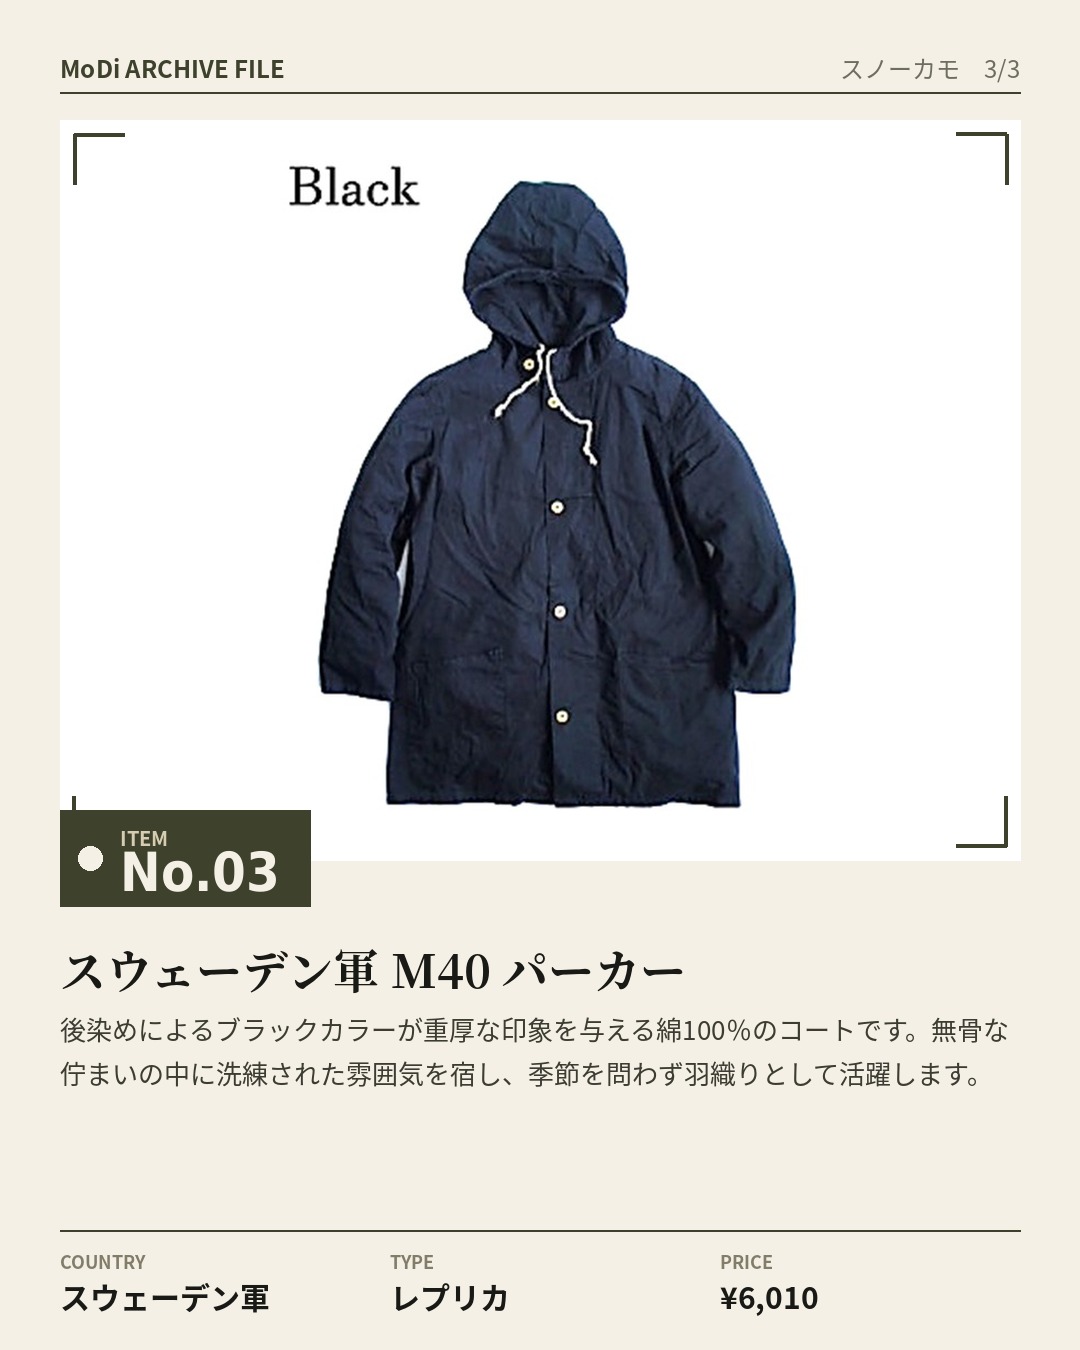 MoDi ARCHIVE FILE
スノーカモ 3/3
Black
ITEM
No.03
スウェーデン軍 M40 パーカー
後染めによるブラックカラーが重厚な印象を与える綿100％のコートです。無骨な
佇まいの中に洗練された雰囲気を宿し、季節を問わず羽織りとして活躍します。
COUNTRY
スウェーデン軍
TYPE
レプリカ
PRICE
¥6,010